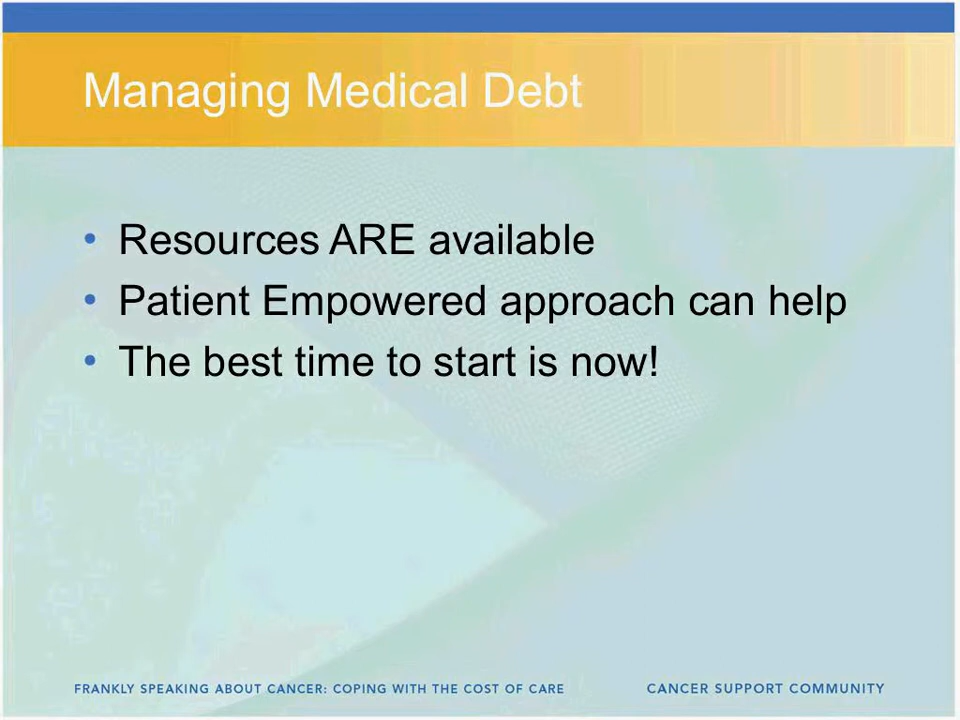 Managing Medical Debt
• Resources ARE available
• Patient Empowered approach can help
• The best time to start is now!
FRANKLY SPEAKING ABOUT CANCER: COPING WITH THE COST OF CARE
CANCER SUPPORT COMMUNITY